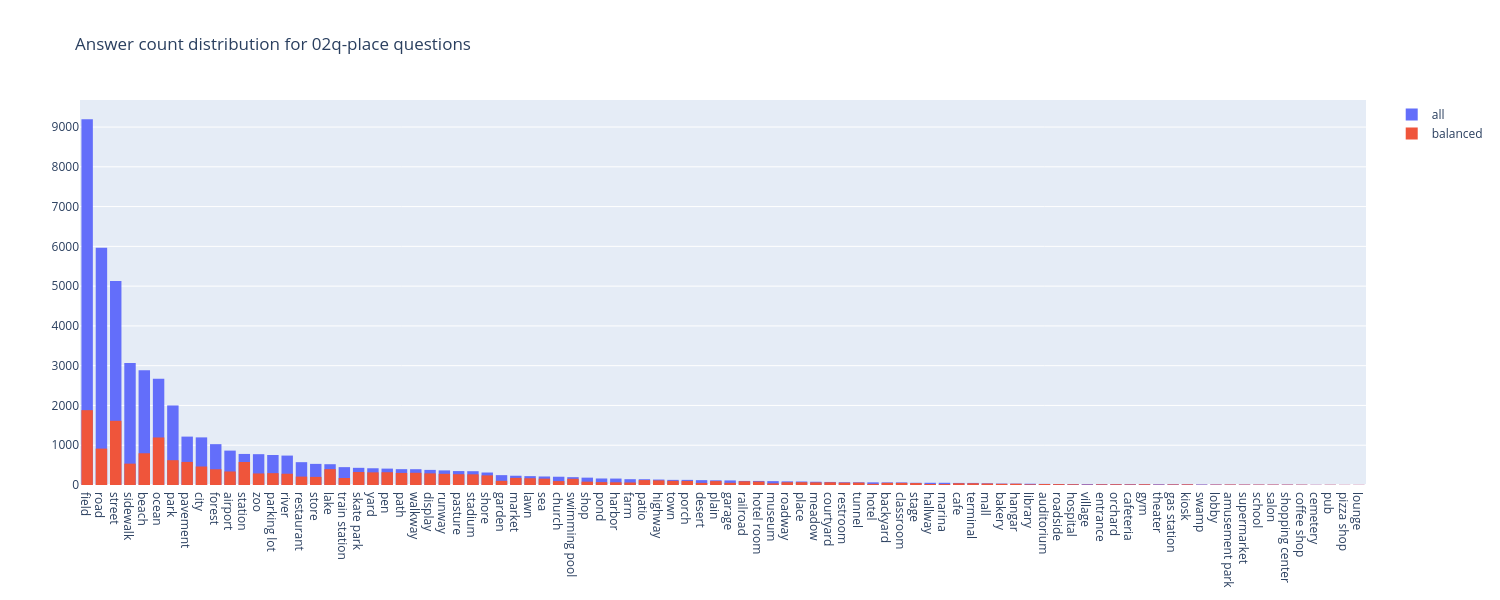 Answer count distribution for 02q-place questions
all
balanced
9000
8000
7000
6000
5000
4000
3000
2000
1000
0
field
road
street
sidewalk
beach
ocean
park
pavement
city
forest
airport
station
zoo
parking lot
river
restaurant
store
lake
train station
skate park
yard
pen
path
walkway
display
runway
pasture
stadium
shore
garden
market
lawn
sea
church
swimming pool
shop
pond
harbor
farm
patio
highway
town
porch
desert
plain
garage
railroad
hotel room
museum
roadway
place
meadow
courtyard
restroom
tunnel
hotel
backyard
classroom
stage
hallway
marina
cafe
terminal
mall
bakery
hangar
library
auditorium
roadside
hospital
village
entrance
orchard
cafeteria
gym
theater
gas station
kiosk
swamp
lobby
amusement park
supermarket
school
salon
shopping center
coffee shop
cemetery
pub
pizza shop
lounge